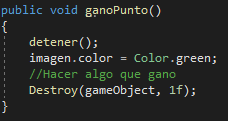 public void ganoPunto()
{
detener();
imagen.color = Color.green;
//Hacer algo que gano
Destroy(gameObject, 1f);
}